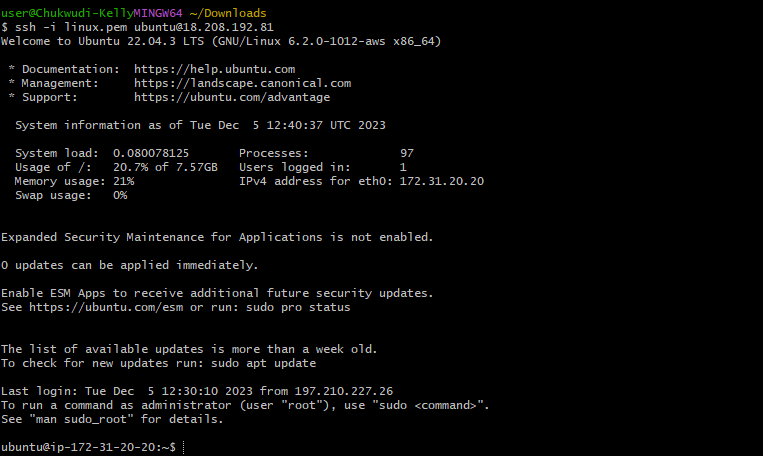 user@Chukwudi-KellyMINGW64 ~/Downloads
$ ssh -i linux.pem ubuntu@18.208.192.81
Welcome to Ubuntu 22.04.3 LTS (GNU/Linux 6.2.0-1012-aws x86_64)
* Documentation:  https://help.ubuntu.com
* Management:     https://landscape.canonical.com
* Support:        https://ubuntu.com/advantage
System information as of Tue Dec  5 12:40:37 UTC 2023
System load:  0.080078125       Processes:             97
Usage of /:   20.7% of 7.57GB   Users logged in:       1
Memory usage: 21%               IPv4 address for eth0: 172.31.20.20
Swap usage:   0%
Expanded Security Maintenance for Applications is not enabled.
0 updates can be applied immediately.
Enable ESM Apps to receive additional future security updates.
See https://ubuntu.com/esm or run: sudo pro status
The list of available updates is more than a week old.
To check for new updates run: sudo apt update
Last login: Tue Dec  5 12:30:10 2023 from 197.210.227.26
To run a command as administrator (user "root"), use "sudo <command>".
See "man sudo_root" for details.
ubuntu@ip-172-31-20-20:~$